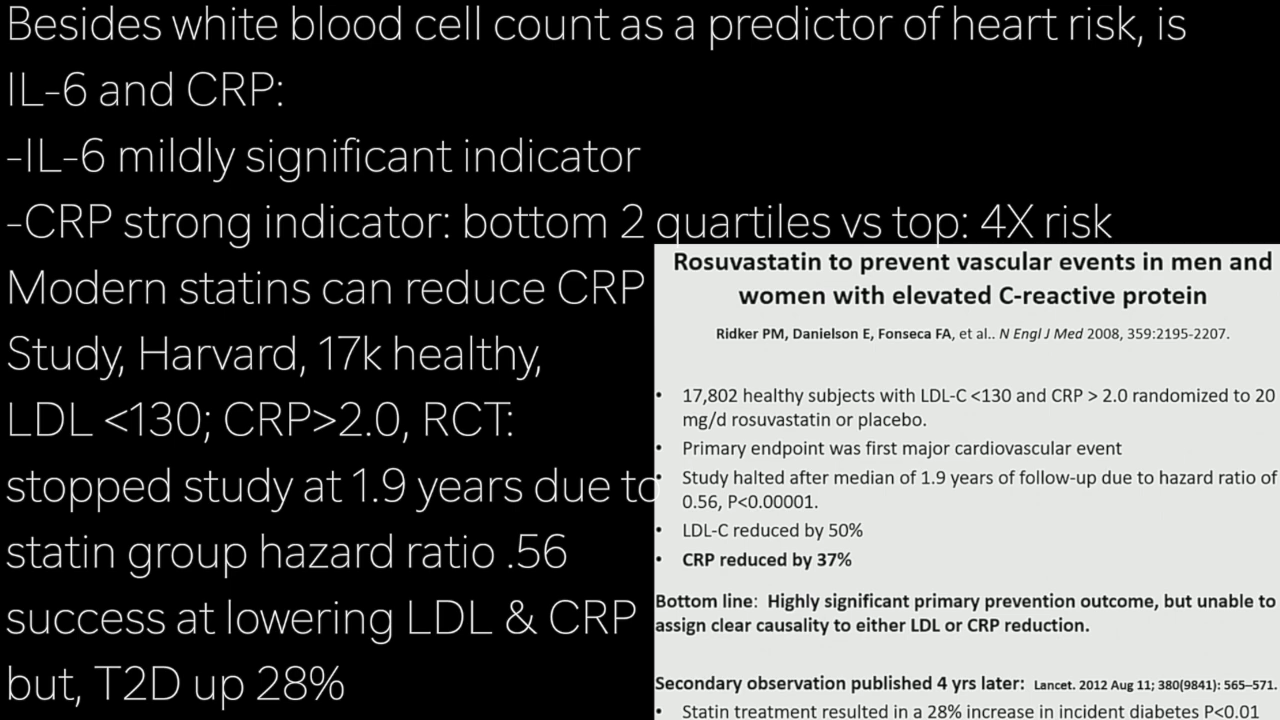 Besides white blood cell count as a predictor of heart risk, is
IL-6 and CRP:
-IL-6 mildly significant indicator
-CRP strong indicator: bottom 2 quartiles vs top: 4X risk
Modern statins can reduce CRP
Study, Harvard, 17k healthy,
LDL <130; CRP>2.0, RCT:
stopped study at 1.9 years due to
statin group hazard ratio .56
success at lowering LDL & CRP
but, T2D up 28%
Rosuvastatin to prevent vascular events in men and
women with elevated C-reactive protein
Ridker PM, Danielson E, Fonseca FA, et al.. N Engl J Med 2008, 359:2195-2207.
• 17,802 healthy subjects with LDL-C <130 and CRP > 2.0 randomized to 20
mg/d rosuvastatin or placebo.
• Primary endpoint was first major cardiovascular event
• Study halted after median of 1.9 years of follow-up due to hazard ratio of
0.56, P<0.00001.
• LDL-C reduced by 50%
• CRP reduced by 37%
Bottom line: Highly significant primary prevention outcome, but unable to
assign clear causality to either LDL or CRP reduction.
Secondary observation published 4 yrs later: Lancet. 2012 Aug 11; 380(9841): 565–571.
• Statin treatment resulted in a 28% increase in incident diabetes P<0.01